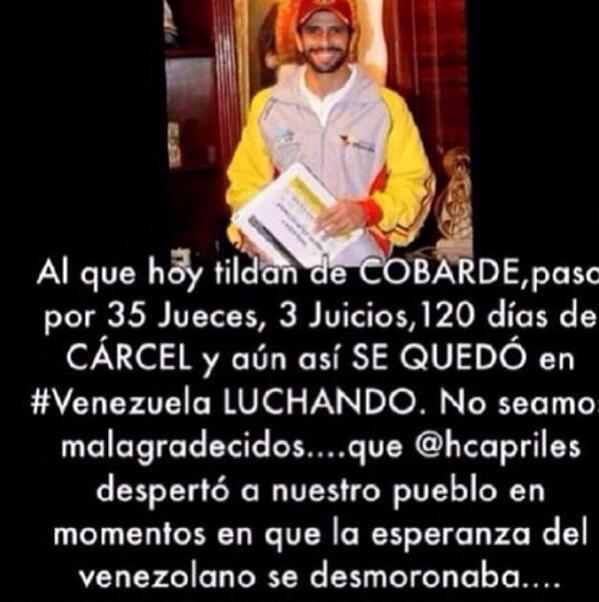 Al que hoy tildan de COBARDE,paso
por 35 Jueces, 3 Juicios,120 días de
CÁRCEL y aún así SE QUEDÓ en
#Venezuela LUCHANDO. No seamo
malagradecidos....que @hcapriles
despertó a nuestro pueblo en
momentos en que la esperanza del
venezolano se desmoronaba....